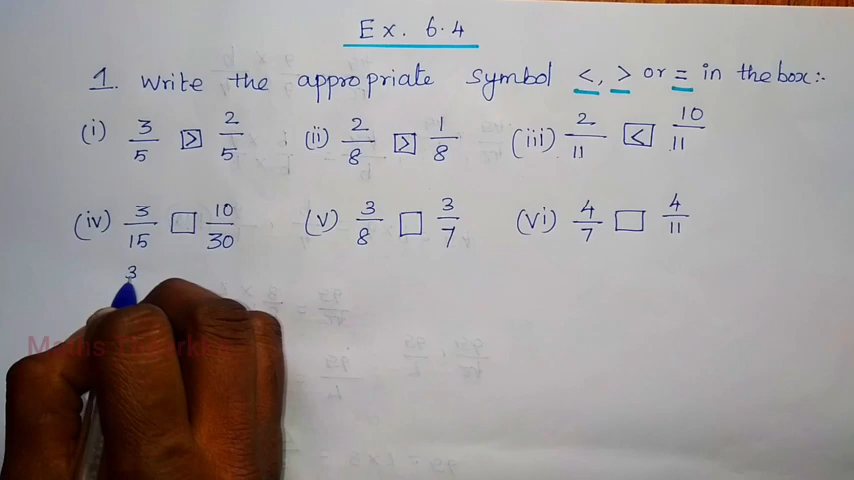 Ex. 6.4
1. Write the appropriate symbol <, > or = in the box:-
(i) 3/5 [>] 2/5 (ii) 2/8 [>] 1/8 (iii) 2/11 [<] 10/11
(iv) 3/15 □ 10/30 (v) 3/8 □ 3/7 (vi) 4/7 □ 4/11
3